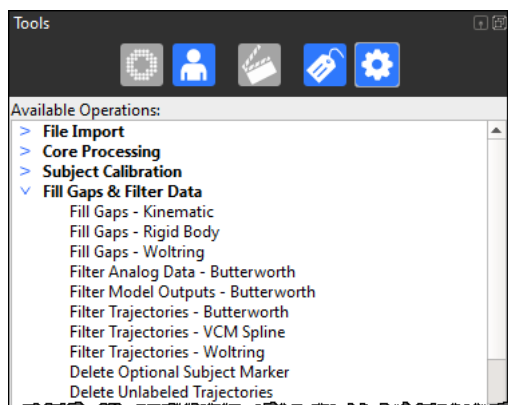 Tools
Available Operations:
> File Import
> Core Processing
> Subject Calibration
Fill Gaps & Filter Data
Fill Gaps - Kinematic
Fill Gaps - Rigid Body
Fill Gaps - Woltring
Filter Analog Data - Butterworth
Filter Model Outputs - Butterworth
Filter Trajectories - Butterworth
Filter Trajectories - VCM Spline
Filter Trajectories - Woltring
Delete Optional Subject Marker
Delete Unlabeled Trajectories